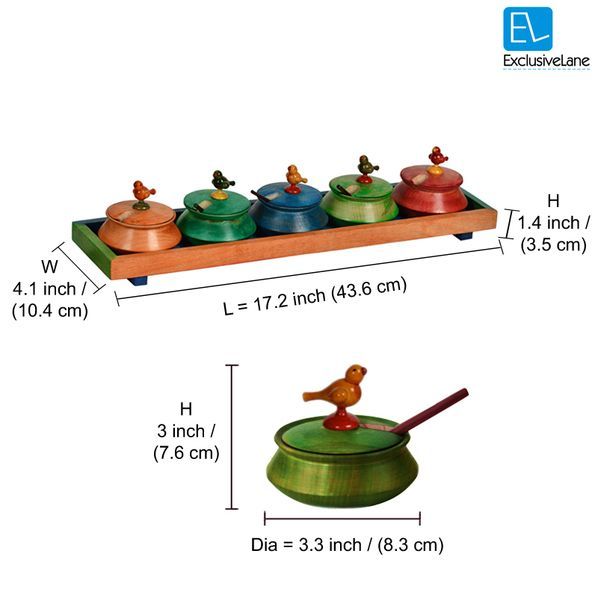 EL
ExclusiveLane
H
1.4 inch /
(3.5 cm)
W
4.1 inch /
(10.4 cm)
L = 17.2 inch (43.6 cm)
H
3 inch /
(7.6 cm)
Dia = 3.3 inch / (8.3 cm)